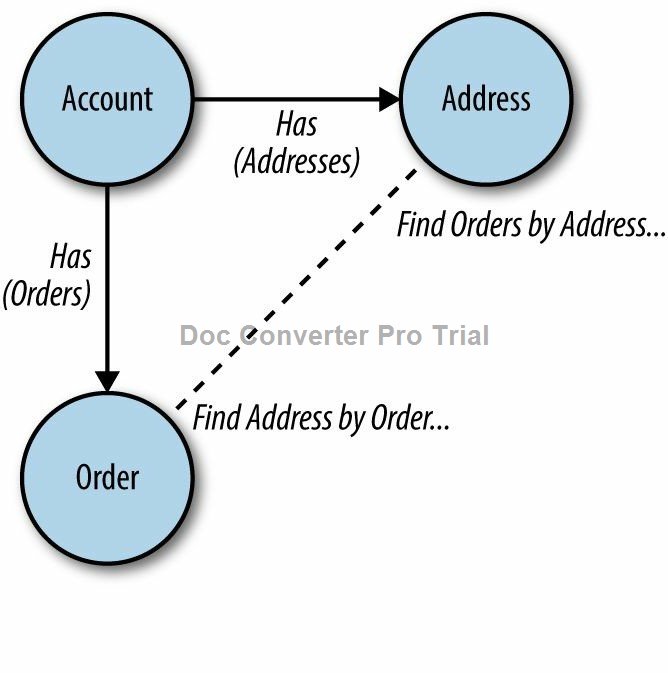 Account
Address
Has
(Addresses)
Find Orders by Address...
Has
(Orders)
Doc Converter Pro Trial
Find Address by Order...
Order